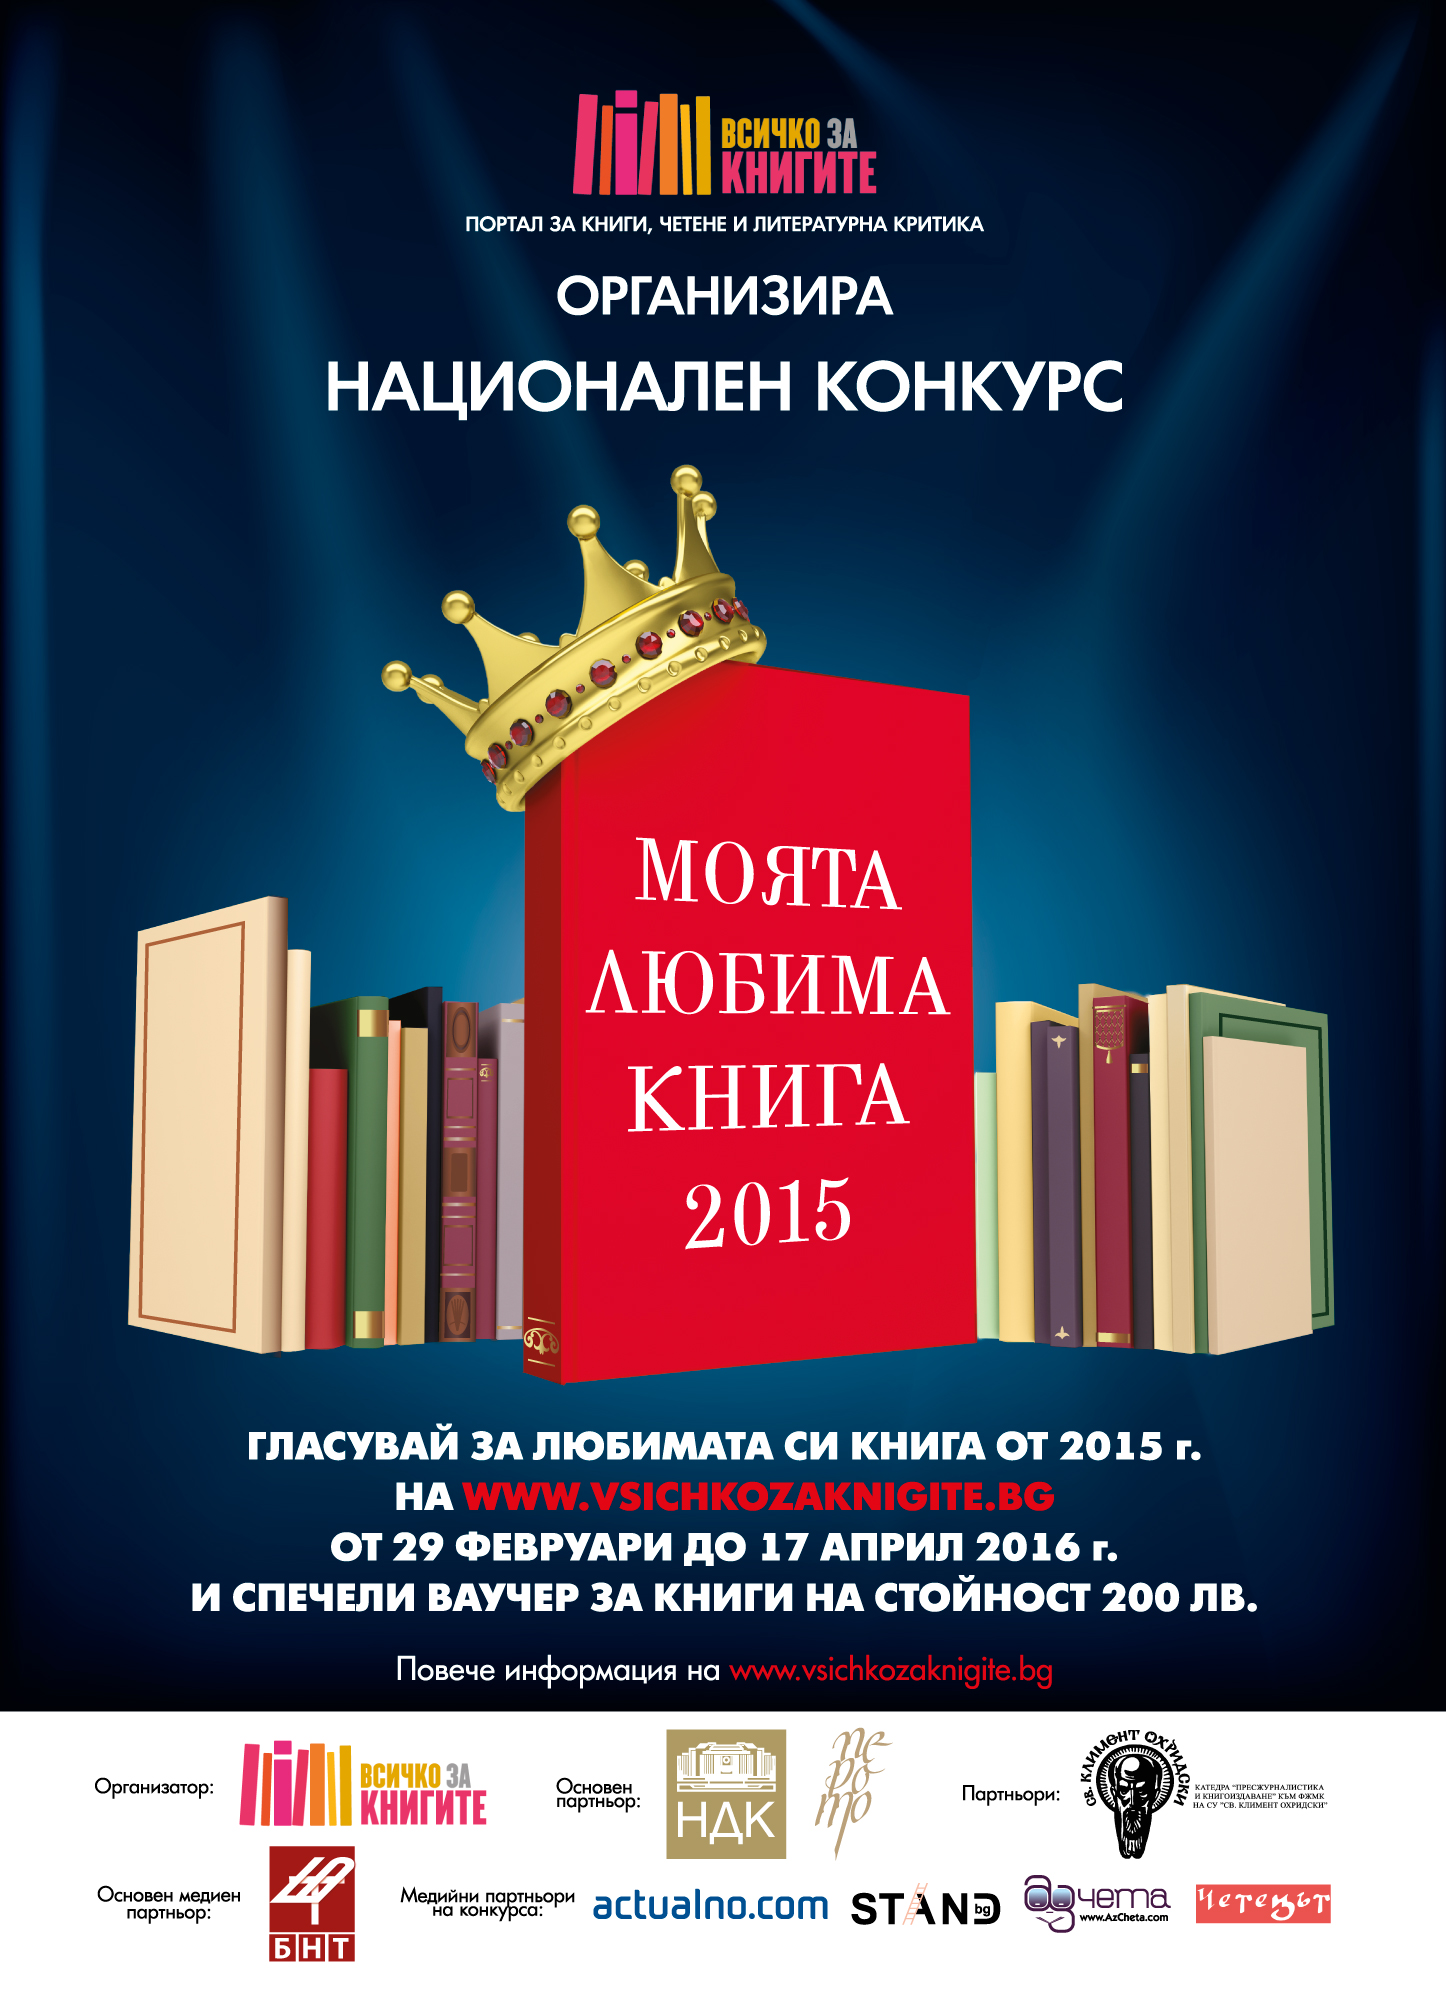 ВСИЧКО ЗА
КНИГИТЕ
ПОРТАЛ ЗА КНИГИ, ЧЕТЕНЕ И ЛИТЕРАТУРНА КРИТИКА
ОРГАНИЗИРА
НАЦИОНАЛЕН КОНКУРС
МОЯТА
ЛЮБИМА
КНИГА
2015
ГЛАСУВАЙ ЗА ЛЮБИМАТА СИ КНИГА ОТ 2015 г.
НА WWW.VSICHKOZAKNIGITE.BG
ОТ 29 ФЕВРУАРИ ДО 17 АПРИЛ 2016 г.
И СПЕЧЕЛИ ВАУЧЕР ЗА КНИГИ НА СТОЙНОСТ 200 ЛВ.
Повече информация на www.vsichkozaknigite.bg
Организатор:
ВСИЧКО ЗА
КНИГИТЕ
Основен
партньор:
НДК
перото
Партньори:
СВ. КЛИМЕНТ ОХРИДСКИ
КАТЕДРА "ПРЕСЖУРНАЛИСТИКА
И КНИГОИЗДАВАНЕ" КЪМ ФЖМК
НА СУ "СВ. КЛИМЕНТ ОХРИДСКИ"
Основен медиен
партньор:
БНТ
Медийни партньори
на конкурса:
actualno.com
STAND
bg
аз чета
www.AzCheta.com
Четецът